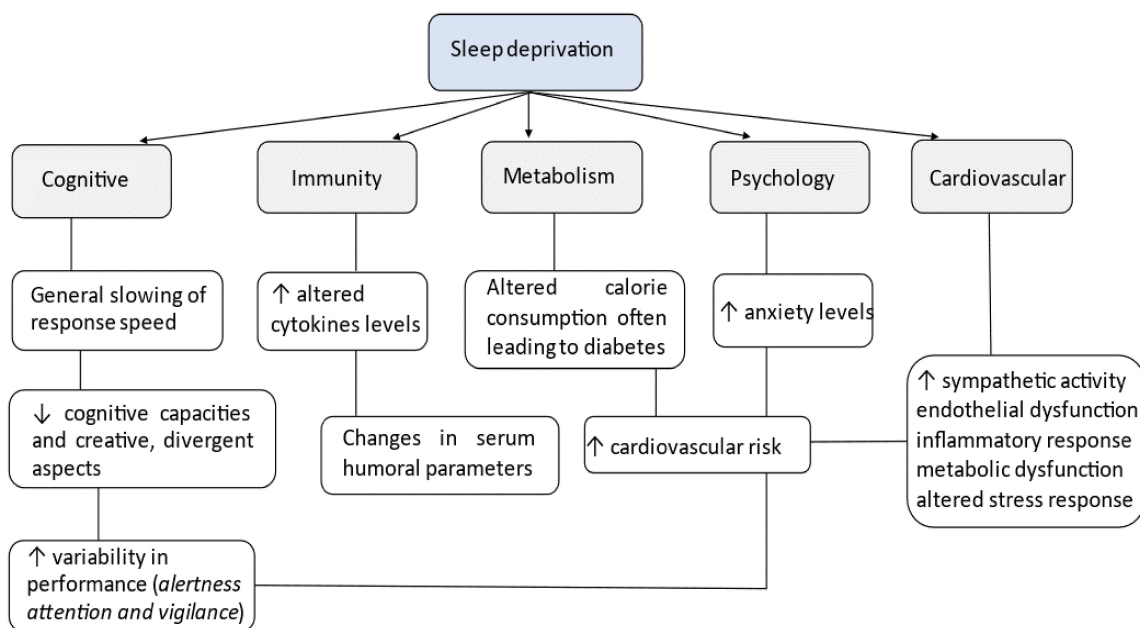 Sleep deprivation
Cognitive
Immunity
Metabolism
Psychology
Cardiovascular
General slowing of
response speed
↑ altered
cytokines levels
Altered calorie
consumption often
leading to diabetes
↑ anxiety levels
↑ sympathetic activity
endothelial dysfunction
inflammatory response
metabolic dysfunction
altered stress response
↓ cognitive capacities
and creative, divergent
aspects
Changes in serum
humoral parameters
↑ cardiovascular risk
↑ variability in
performance (alertness
attention and vigilance)